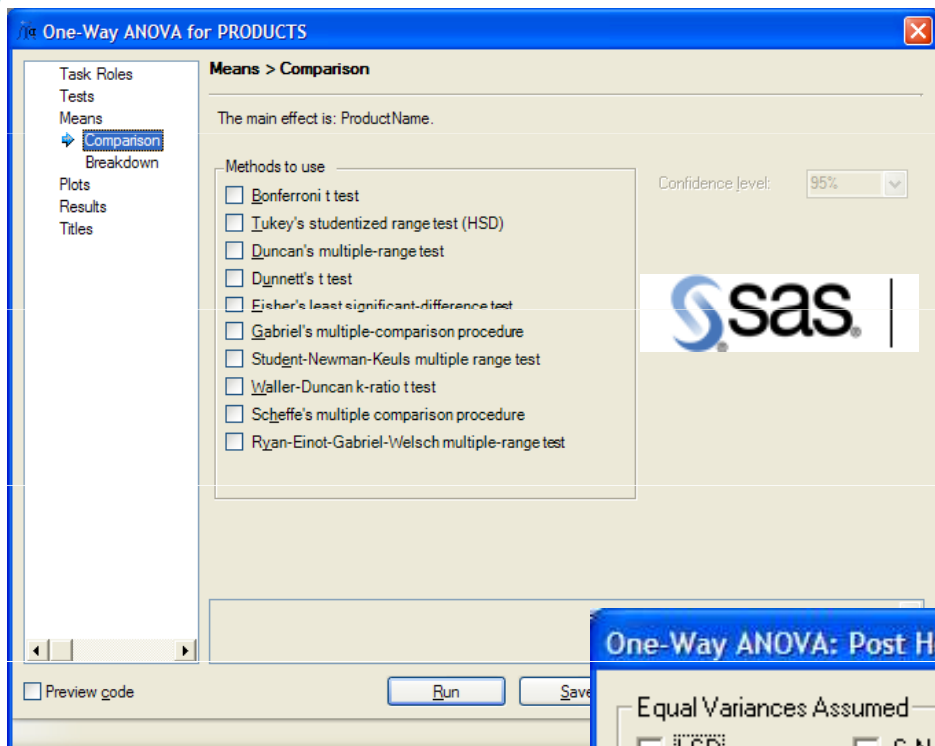 One-Way ANOVA for PRODUCTS
Task Roles
Tests
Means
Comparison
Breakdown
Plots
Results
Titles
Means > Comparison
The main effect is: ProductName.
Methods to use
Bonferroni t test
Tukey's studentized range test (HSD)
Duncan's multiple-range test
Dunnett's t test
Fisher's least significant-difference test
Gabriel's multiple-comparison procedure
Student-Newman-Keuls multiple range test
Waller-Duncan k-ratio t test
Scheffe's multiple comparison procedure
Ryan-Einot-Gabriel-Welsch multiple-range test
Confidence level: 95%
sas®
Preview code
Run
Save
One-Way ANOVA: Post H
Equal Variances Assumed
LSD